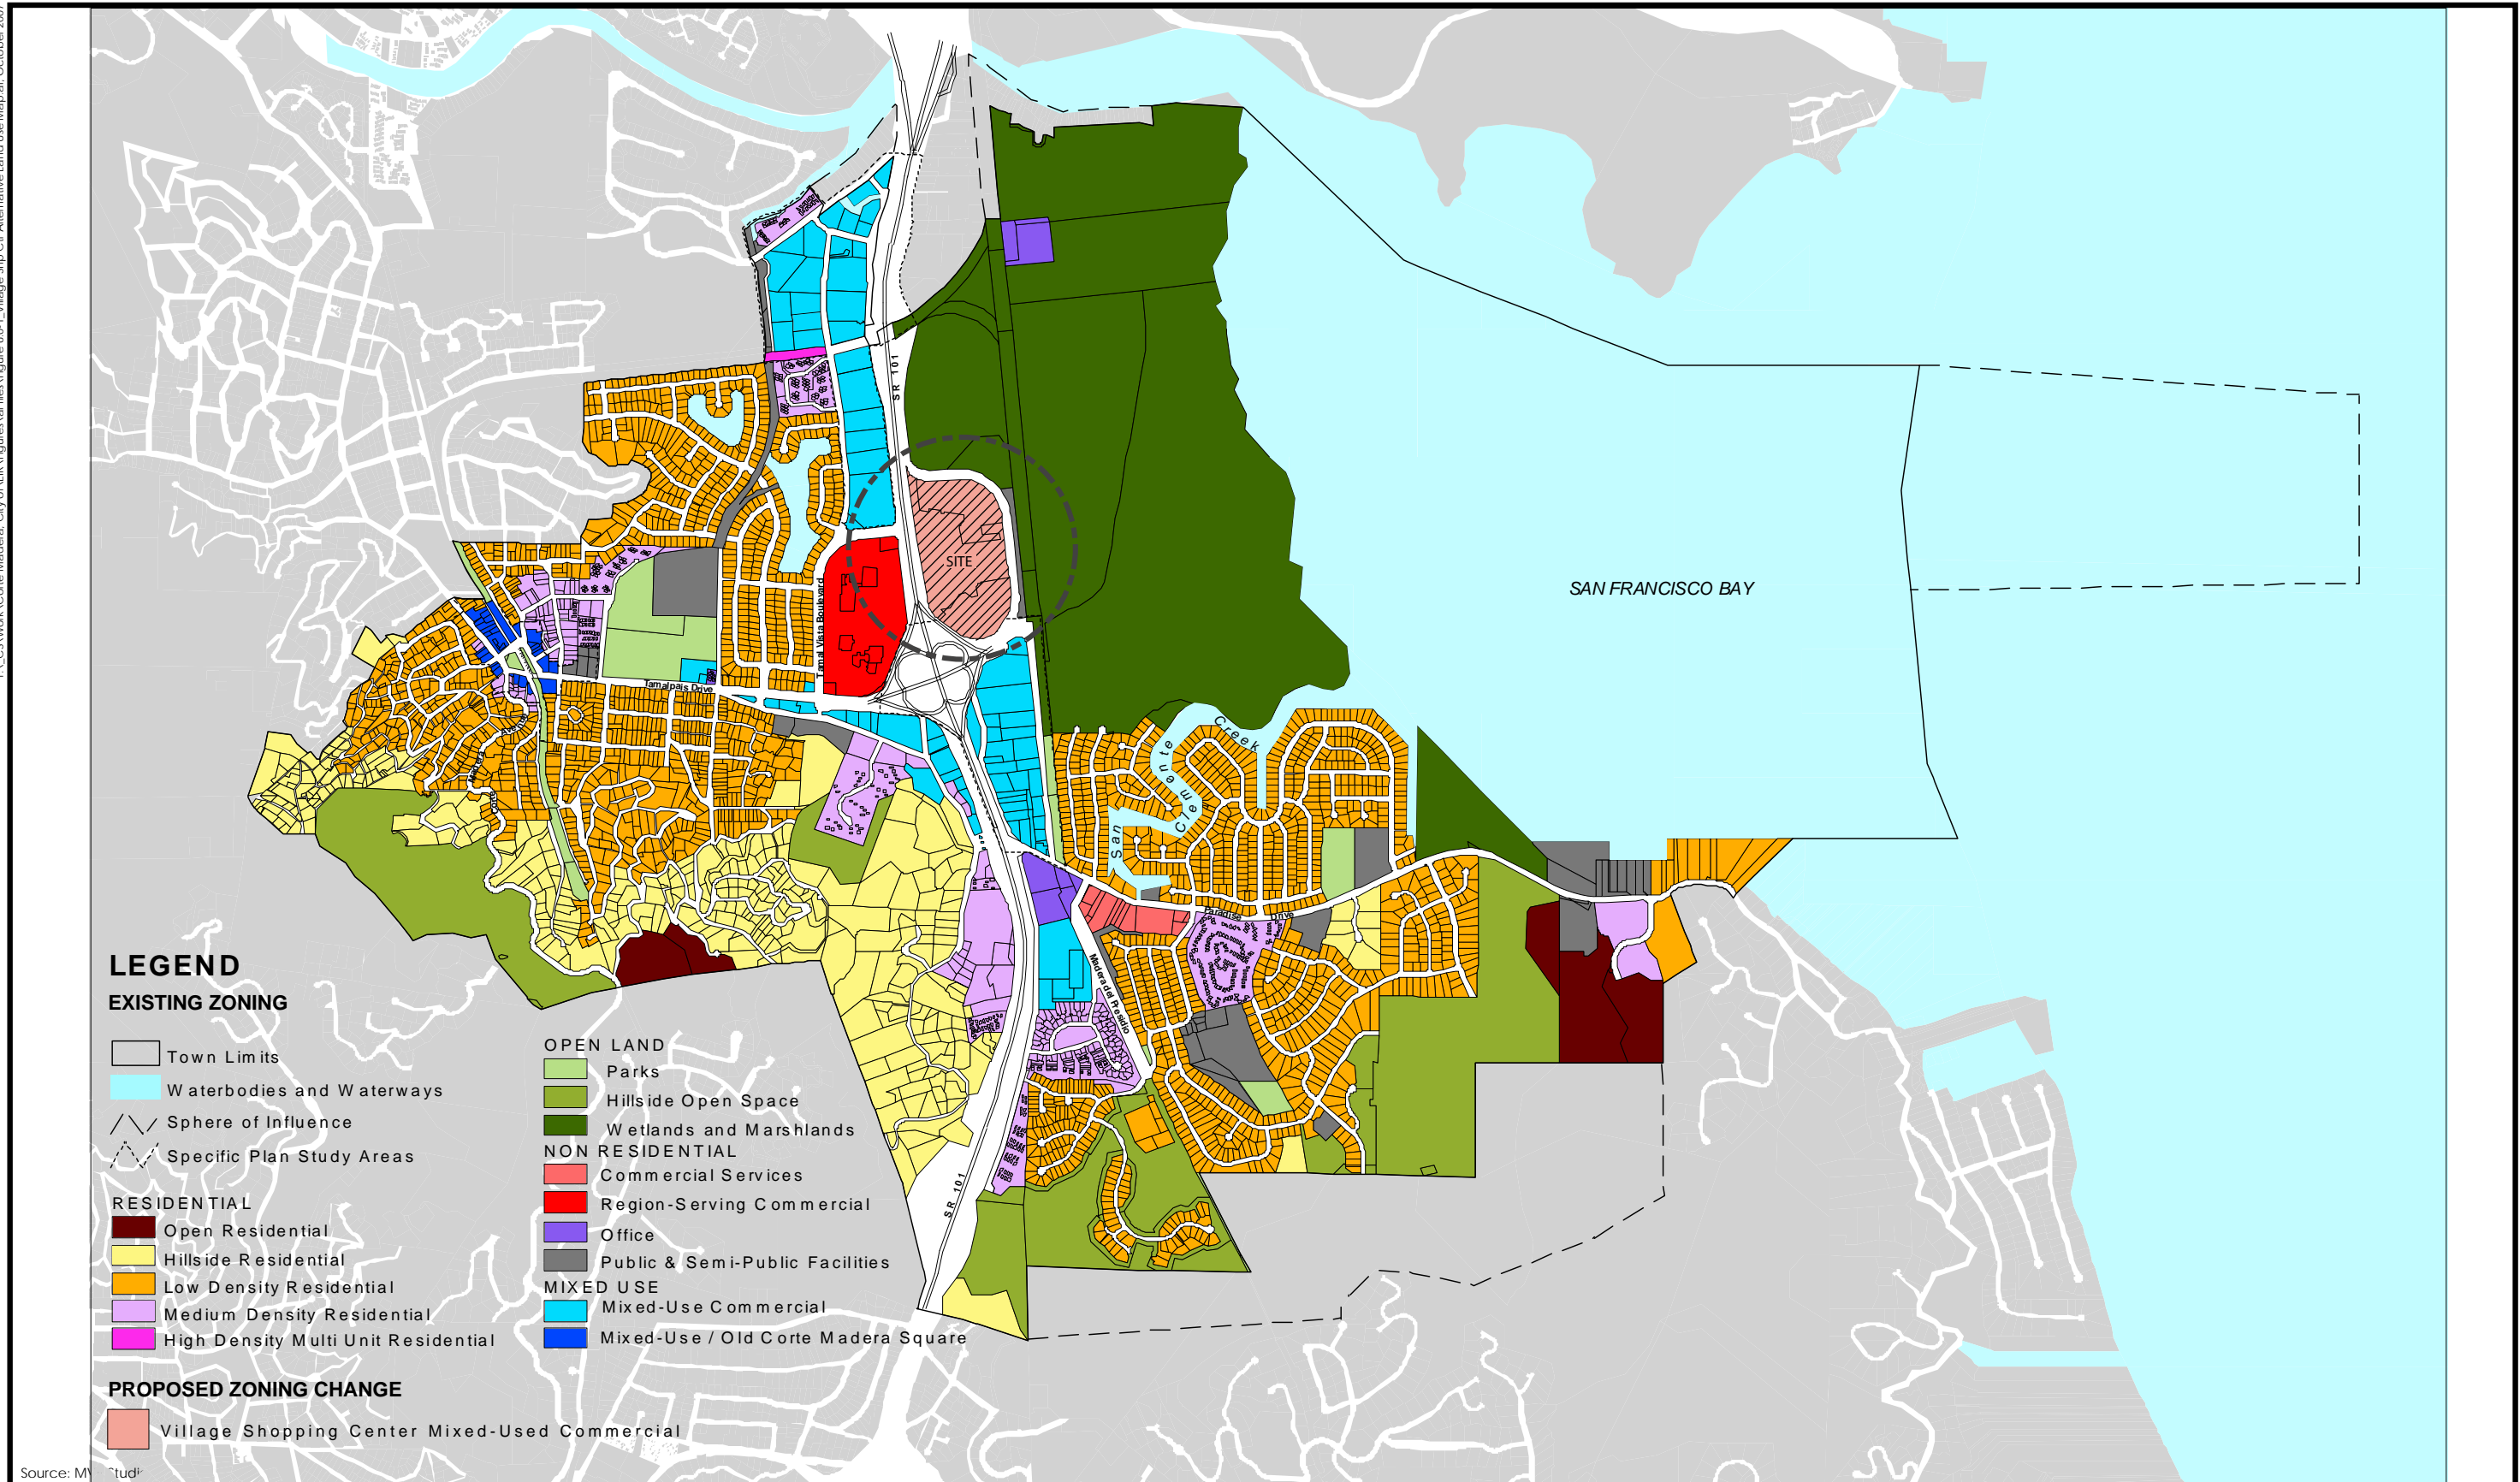 SR 101
SITE
SAN FRANCISCO BAY
Tamal Vista Boulevard
Tamalpais Drive
Creek
Clemente
San
Madera
Avenue
Paradise Drive
Madera del Presidio
SR 101
LEGEND
EXISTING ZONING
Town Limits
Waterbodies and Waterways
Sphere of Influence
Specific Plan Study Areas
RESIDENTIAL
Open Residential
Hillside Residential
Low Density Residential
Medium Density Residential
High Density Multi Unit Residential
OPEN LAND
Parks
Hillside Open Space
Wetlands and Marshlands
NON RESIDENTIAL
Commercial Services
Region-Serving Commercial
Office
Public & Semi-Public Facilities
MIXED USE
Mixed-Use Commercial
Mixed-Use / Old Corte Madera Square
PROPOSED ZONING CHANGE
Village Shopping Center Mixed-Used Commercial
Source: